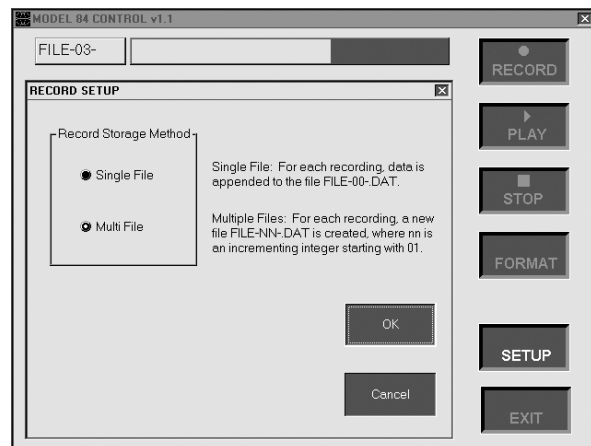 MODEL 84 CONTROL v1.1
FILE-03-
RECORD SETUP
Record Storage Method
Single File
Multi File
Single File: For each recording, data is
appended to the file FILE-00-.DAT.
Multiple Files: For each recording, a new
file FILE-NN-.DAT is created, where nn is
an incrementing integer starting with 01.
OK
Cancel
RECORD
PLAY
STOP
FORMAT
SETUP
EXIT